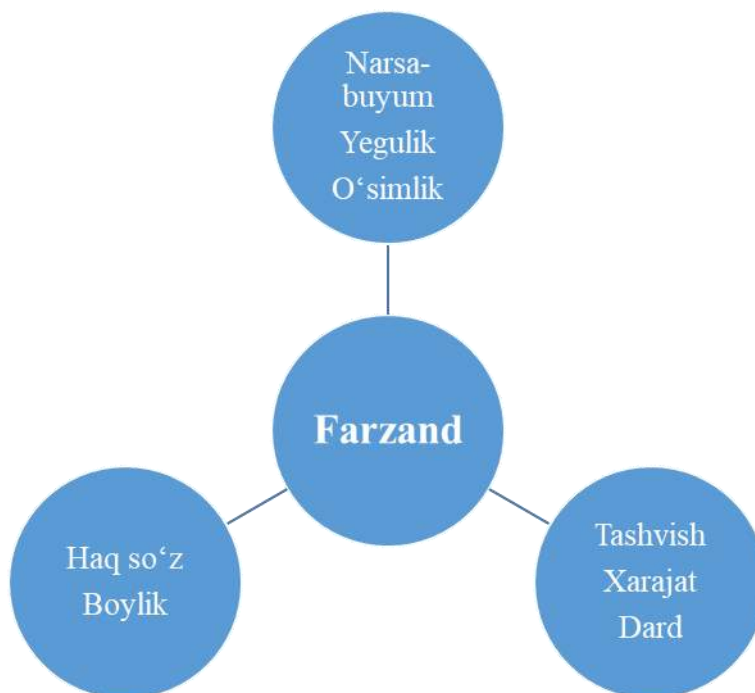 Narsa-
buyum
Yegulik
O‘simlik
Farzand
Haq so‘z
Boylik
Tashvish
Xarajat
Dard